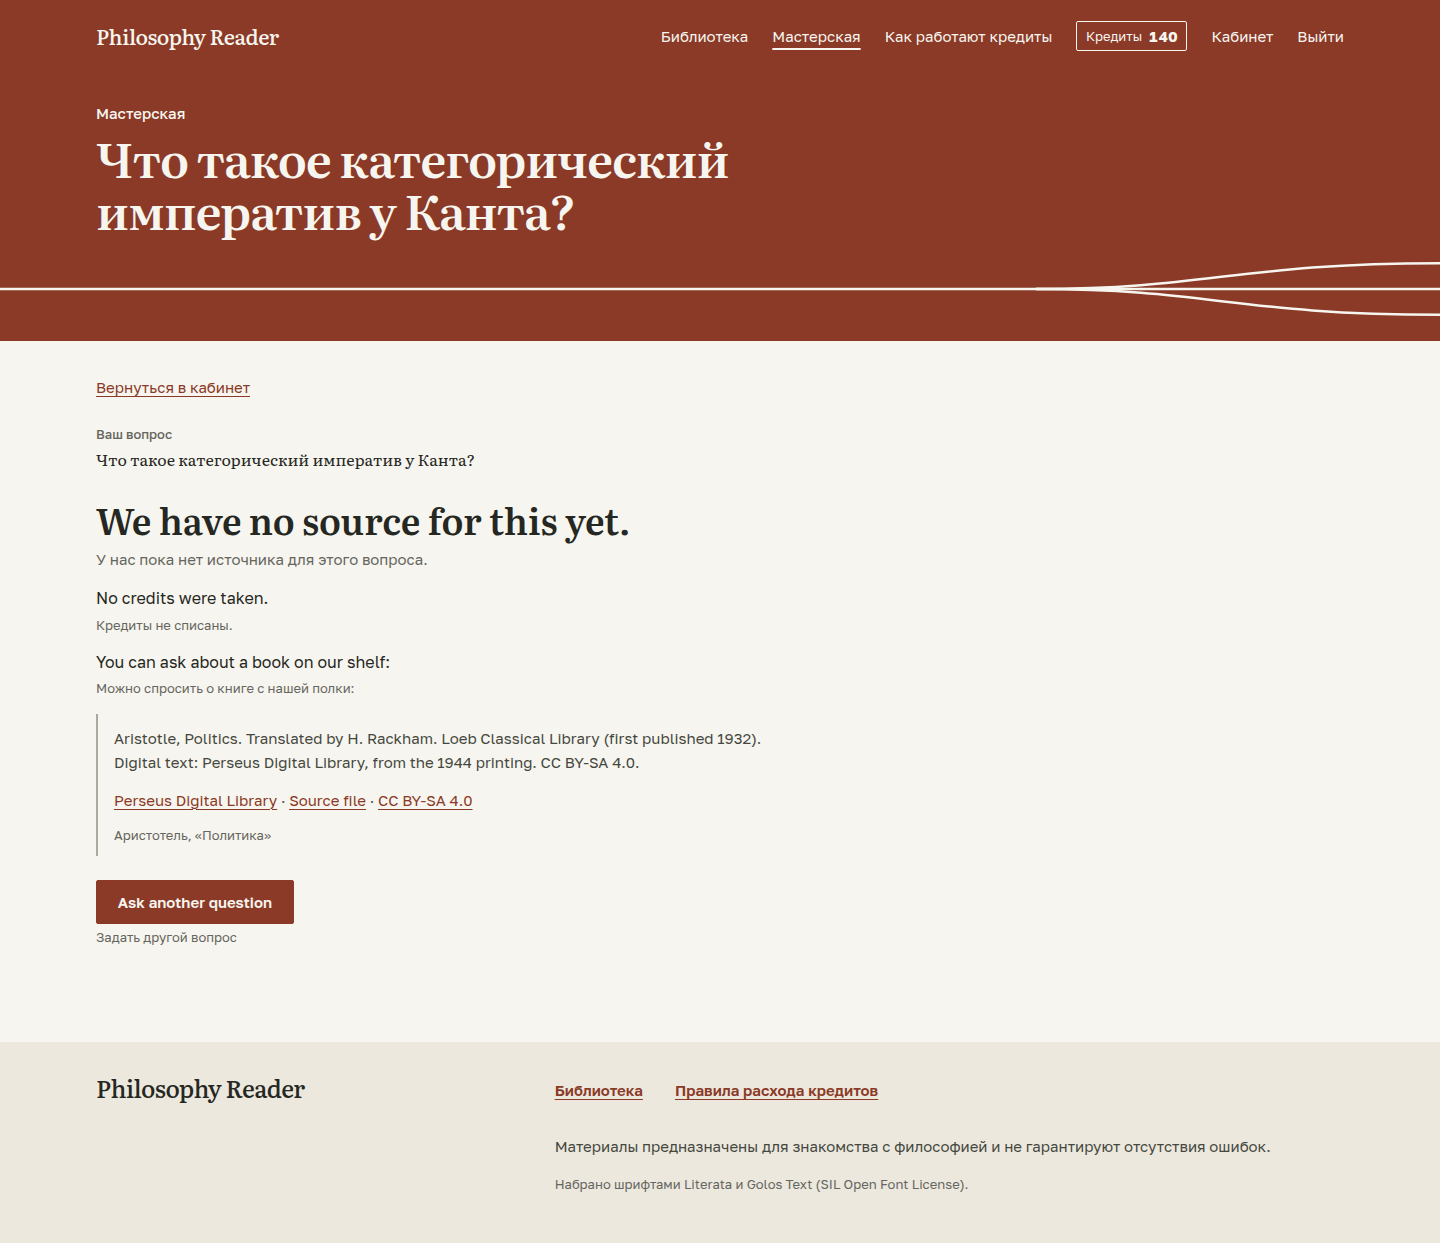 Philosophy Reader
Библиотека Мастерская Как работают кредиты Кредиты 140 Кабинет Выйти
Мастерская
Что такое категорический
императив у Канта?
Вернуться в кабинет
Ваш вопрос
Что такое категорический императив у Канта?
We have no source for this yet.
У нас пока нет источника для этого вопроса.
No credits were taken.
Кредиты не списаны.
You can ask about a book on our shelf:
Можно спросить о книге с нашей полки:
Aristotle, Politics. Translated by H. Rackham. Loeb Classical Library (first published 1932).
Digital text: Perseus Digital Library, from the 1944 printing. CC BY-SA 4.0.
Perseus Digital Library · Source file · CC BY-SA 4.0
Аристотель, «Политика»
Ask another question
Задать другой вопрос
Philosophy Reader
Библиотека Правила расхода кредитов
Материалы предназначены для знакомства с философией и не гарантируют отсутствия ошибок.
Набрано шрифтами Literata и Golos Text (SIL Open Font License).